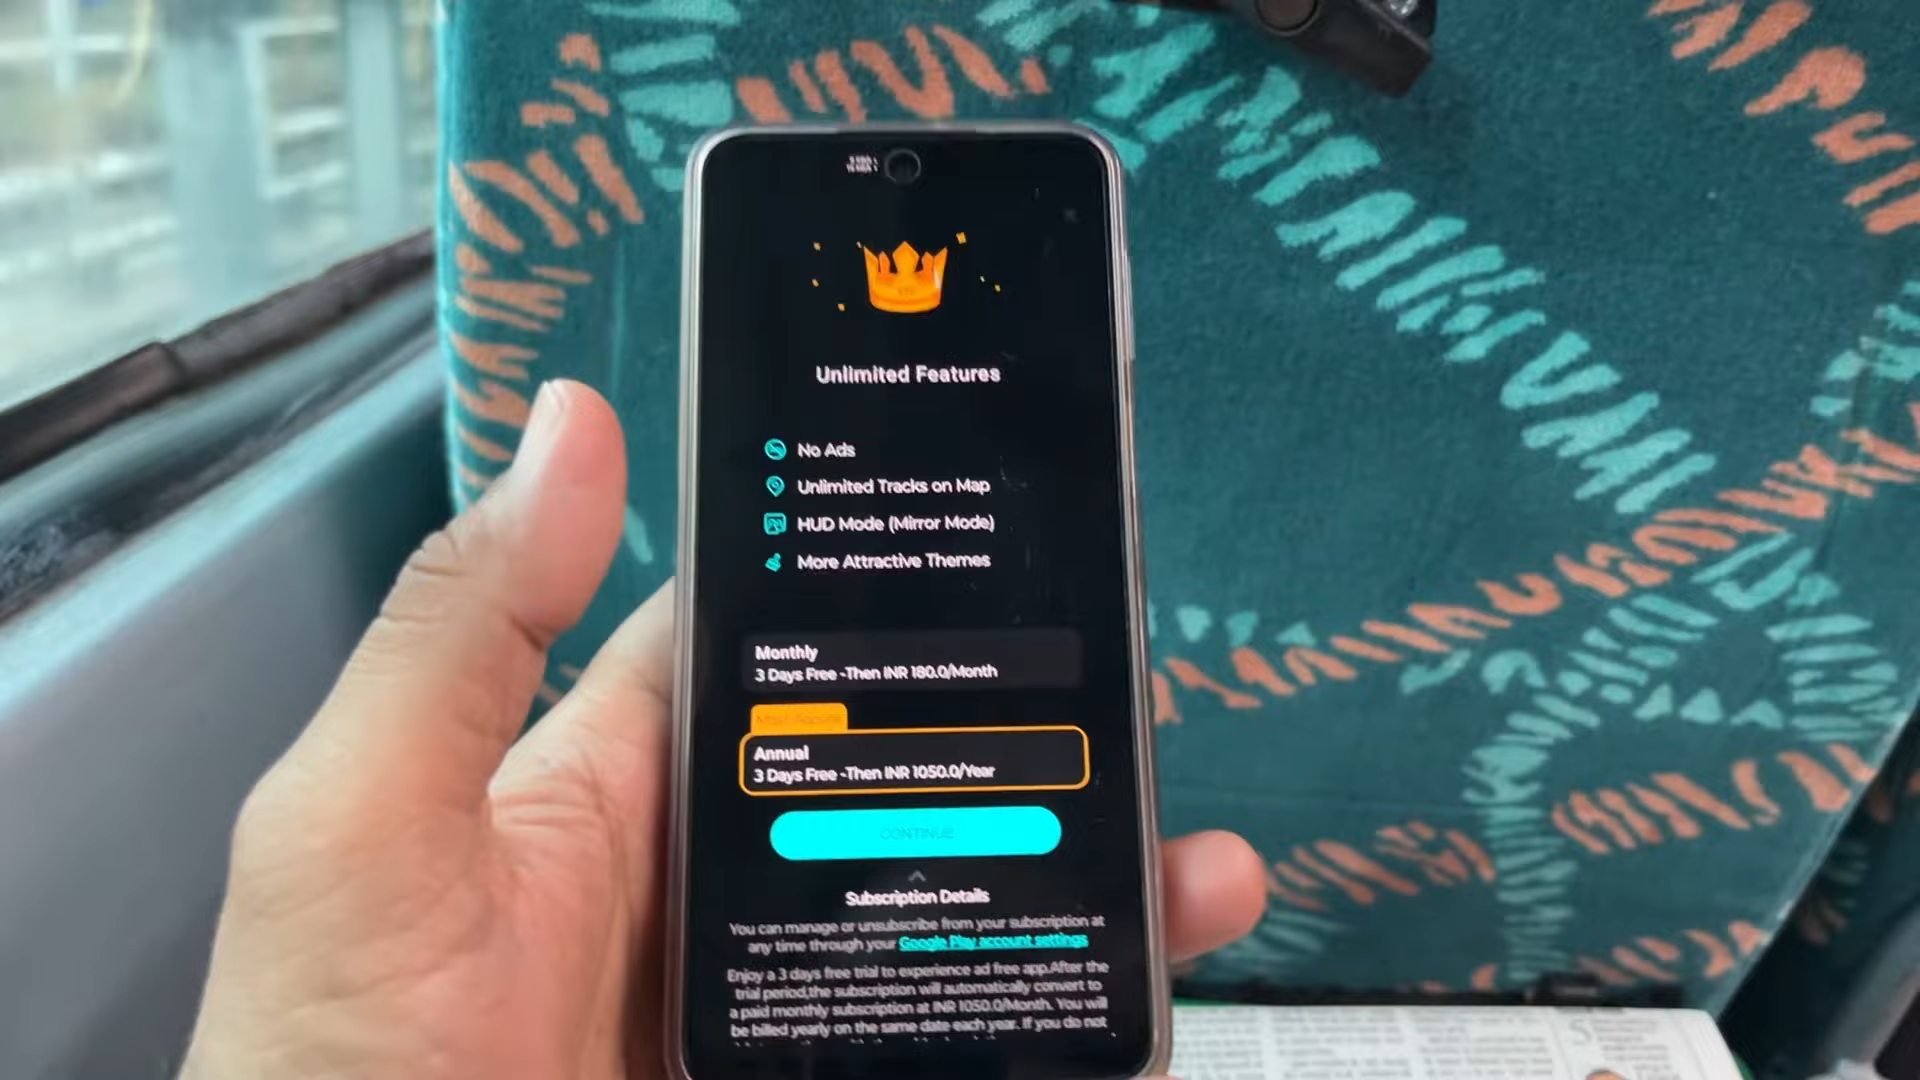 Unlimited Features
No Ads
Unlimited Tracks on Map
HUD Mode (Mirror Mode)
More Attractive Themes
Monthly
3 Days Free -Then INR 180.0/Month
Most Popular
Annual
3 Days Free -Then INR 1050.0/Year
CONTINUE
Subscription Details
You can manage or unsubscribe from your subscription at
any time through your Google Play account settings
Enjoy a 3 days free trial to experience ad free app.After the
trial period,the subscription will automatically convert to
a paid monthly subscription at INR 1050.0/Month. You will
be billed yearly on the same date each year. If you do not